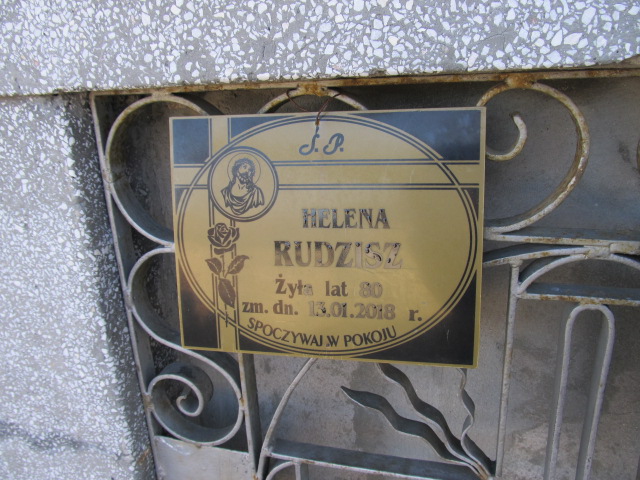 Ś. P.
HELENA
RUDZISZ
Żyła lat 80
zm. dn. 13.01.2018 r.
SPOCZYWAJ W POKOJU